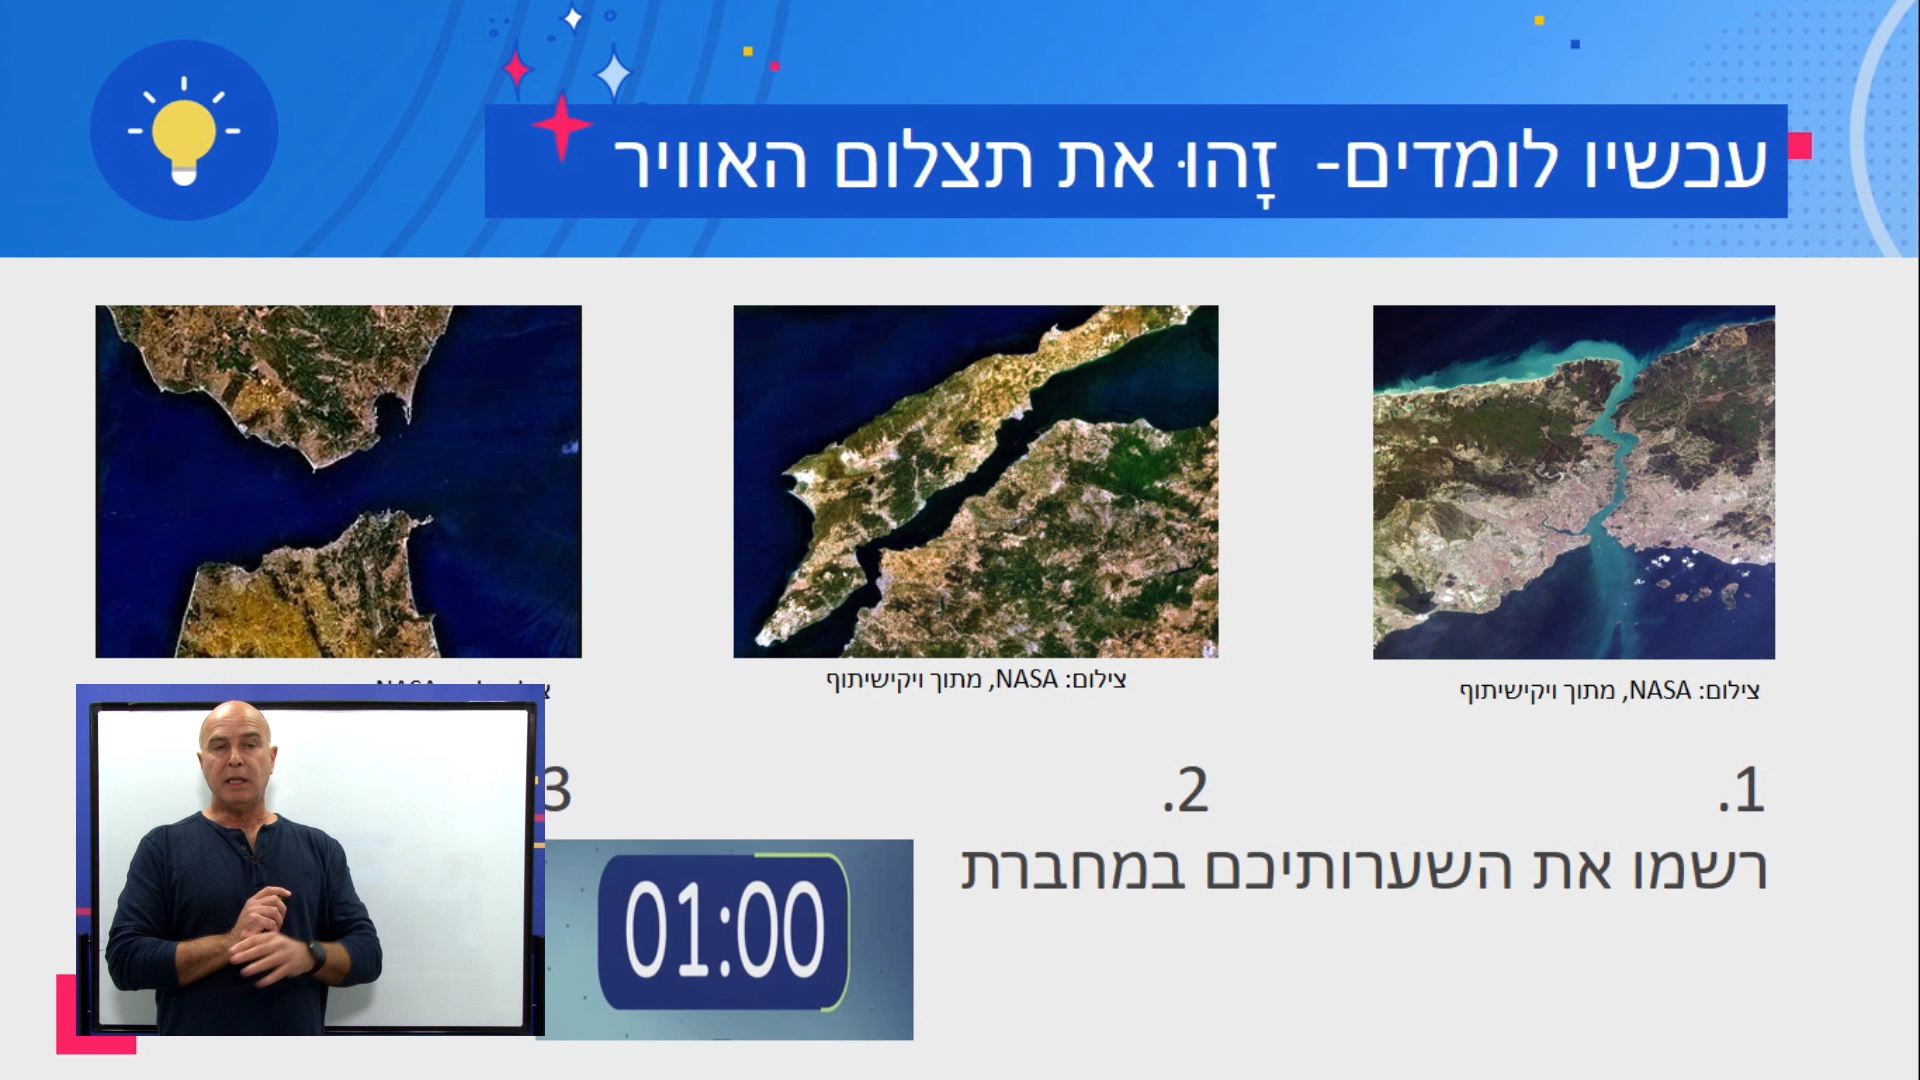 עכשיו לומדים- זָהוּ את תצלום האוויר
צילום: NASA, מתוך ויקישיתוף
צילום: NASA, מתוך ויקישיתוף
1.
2.
3
רשמו את השערותיכם במחברת
01:00